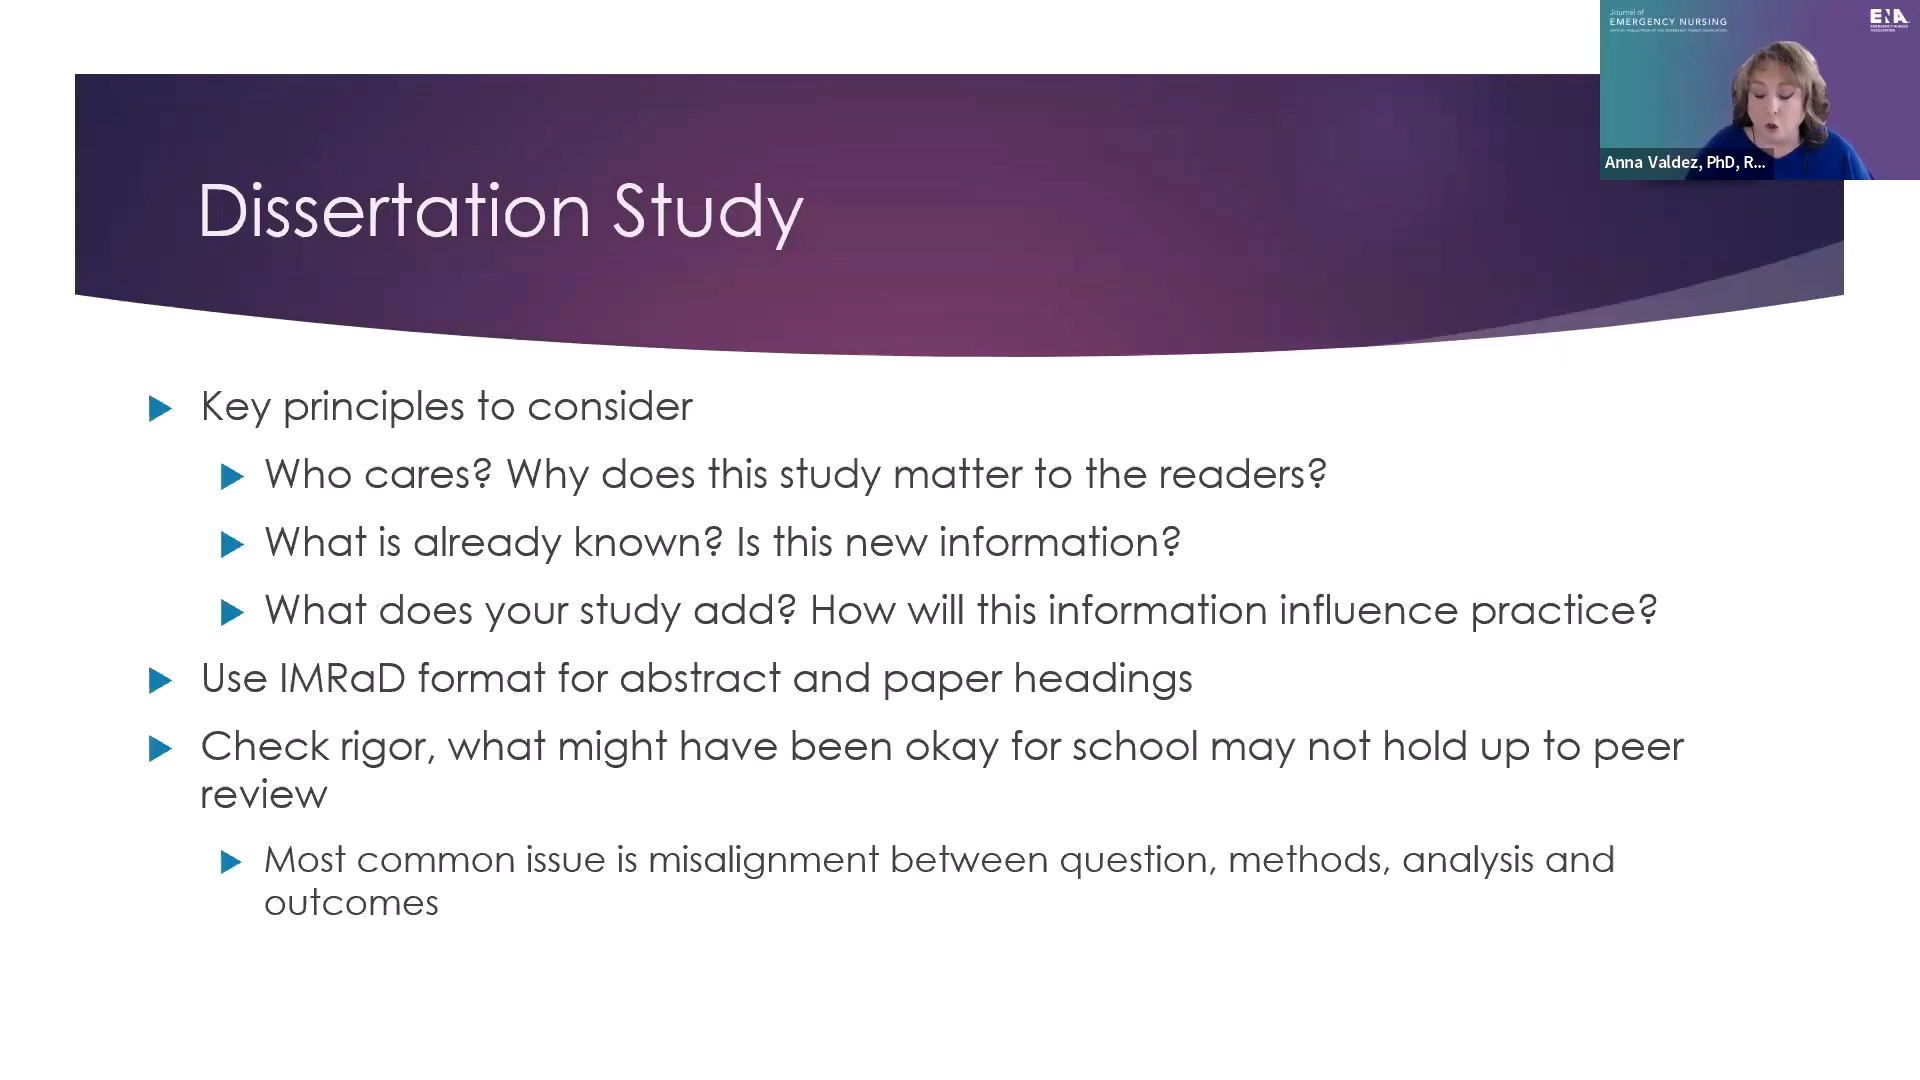 Journal of
EMERGENCY NURSING
ENA
Anna Valdez, PhD, R...
Dissertation Study
Key principles to consider
Who cares? Why does this study matter to the readers?
What is already known? Is this new information?
What does your study add? How will this information influence practice?
Use IMRaD format for abstract and paper headings
Check rigor, what might have been okay for school may not hold up to peer
review
Most common issue is misalignment between question, methods, analysis and
outcomes